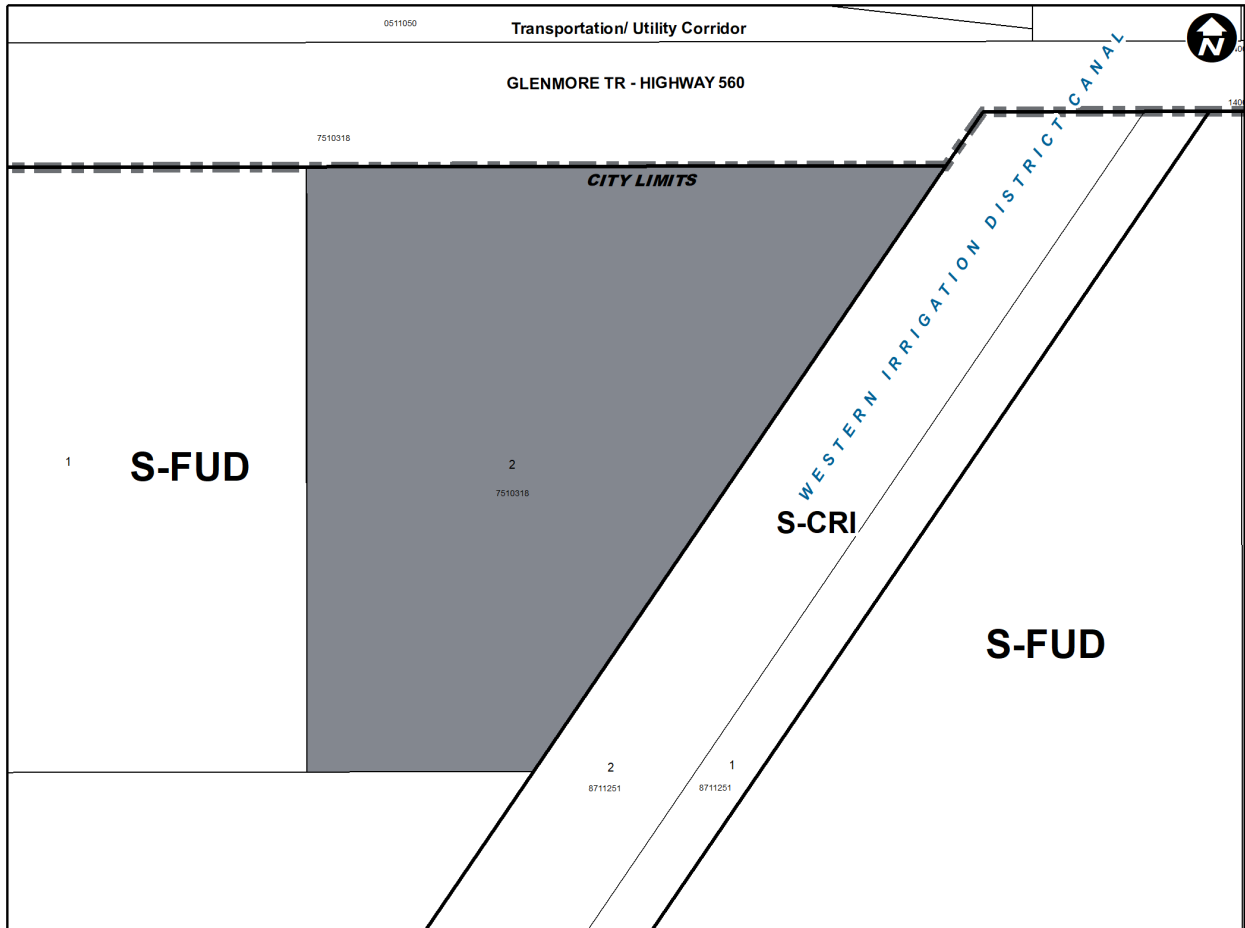 0511050
Transportation/ Utility Corridor
N
GLENMORE TR - HIGHWAY 560
7510318
CITY LIMITS
WESTERN IRRIGATION DISTRICT CANAL
1
S-FUD
2
7510318
S-CRI
S-FUD
2
8711251
1
8711251